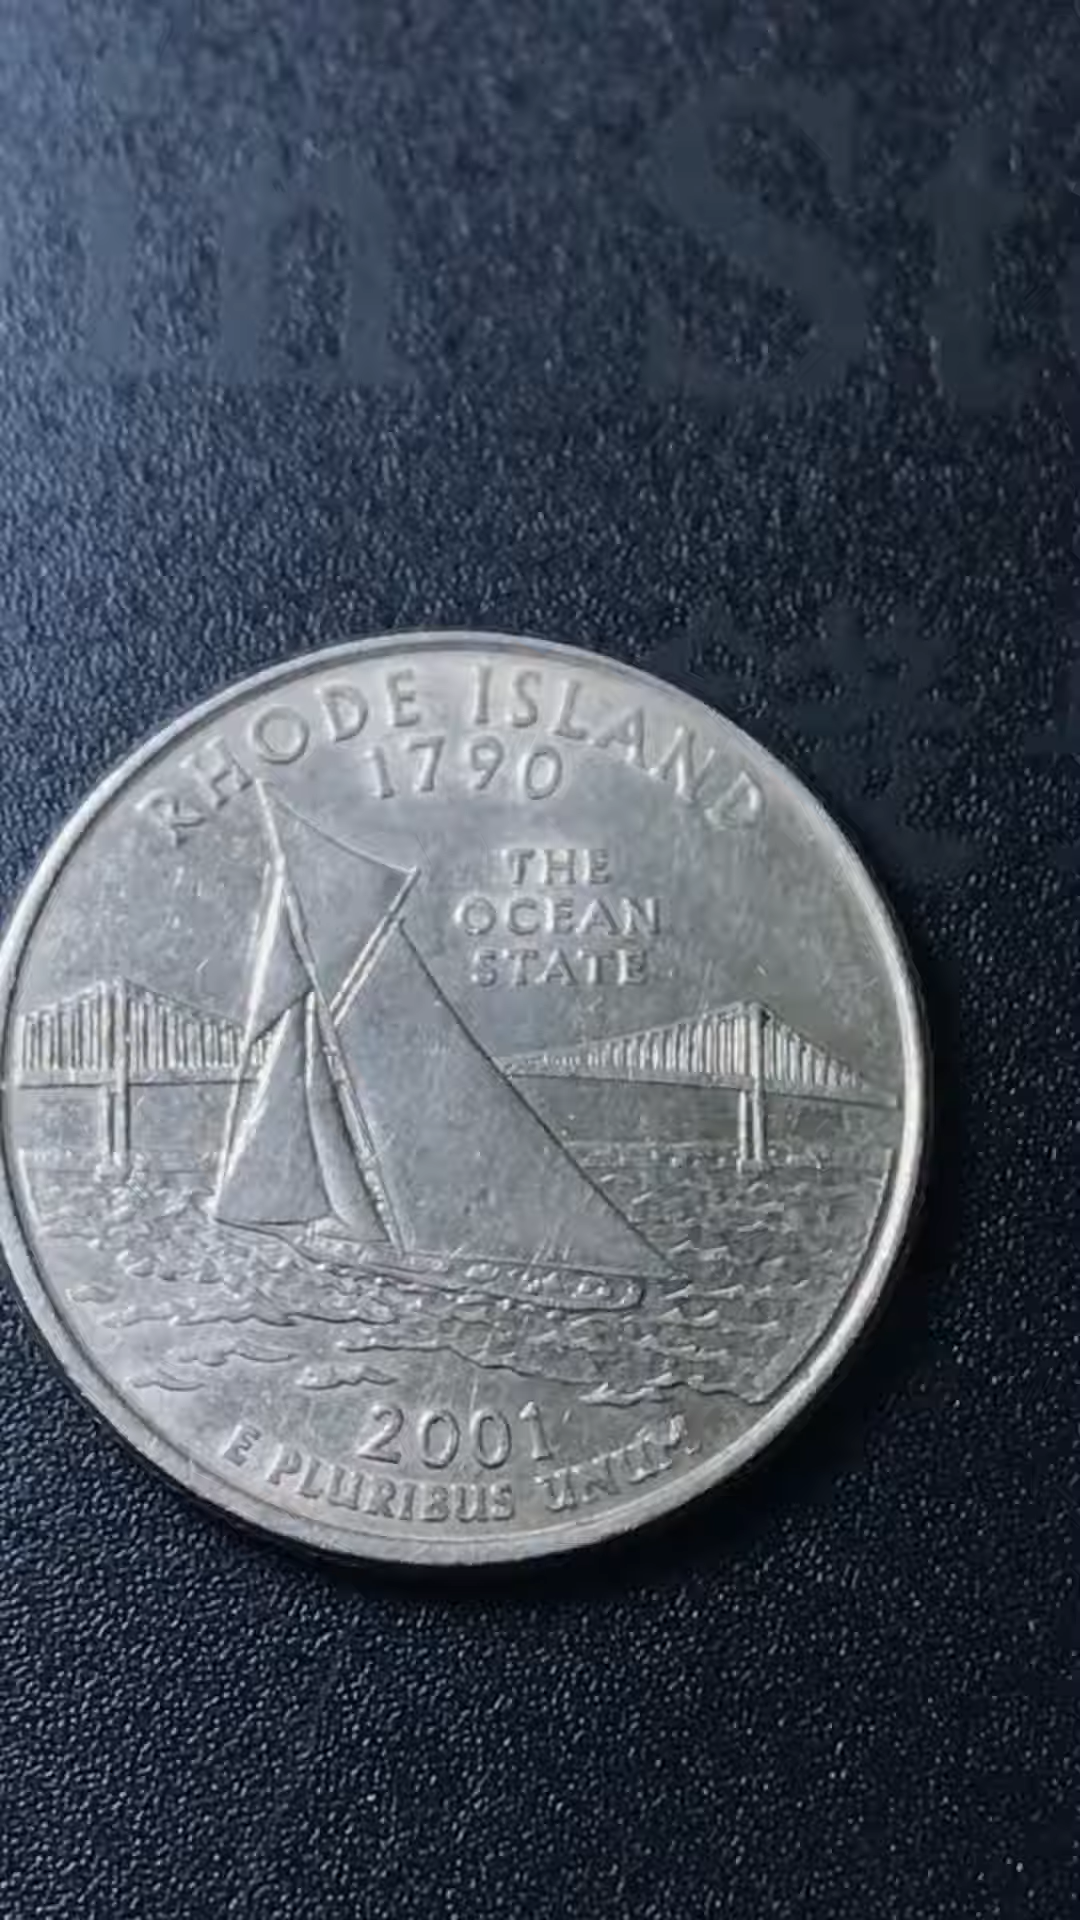 RHODE ISLAND
1790
THE
OCEAN
STATE
2001
E PLURIBUS UNUM